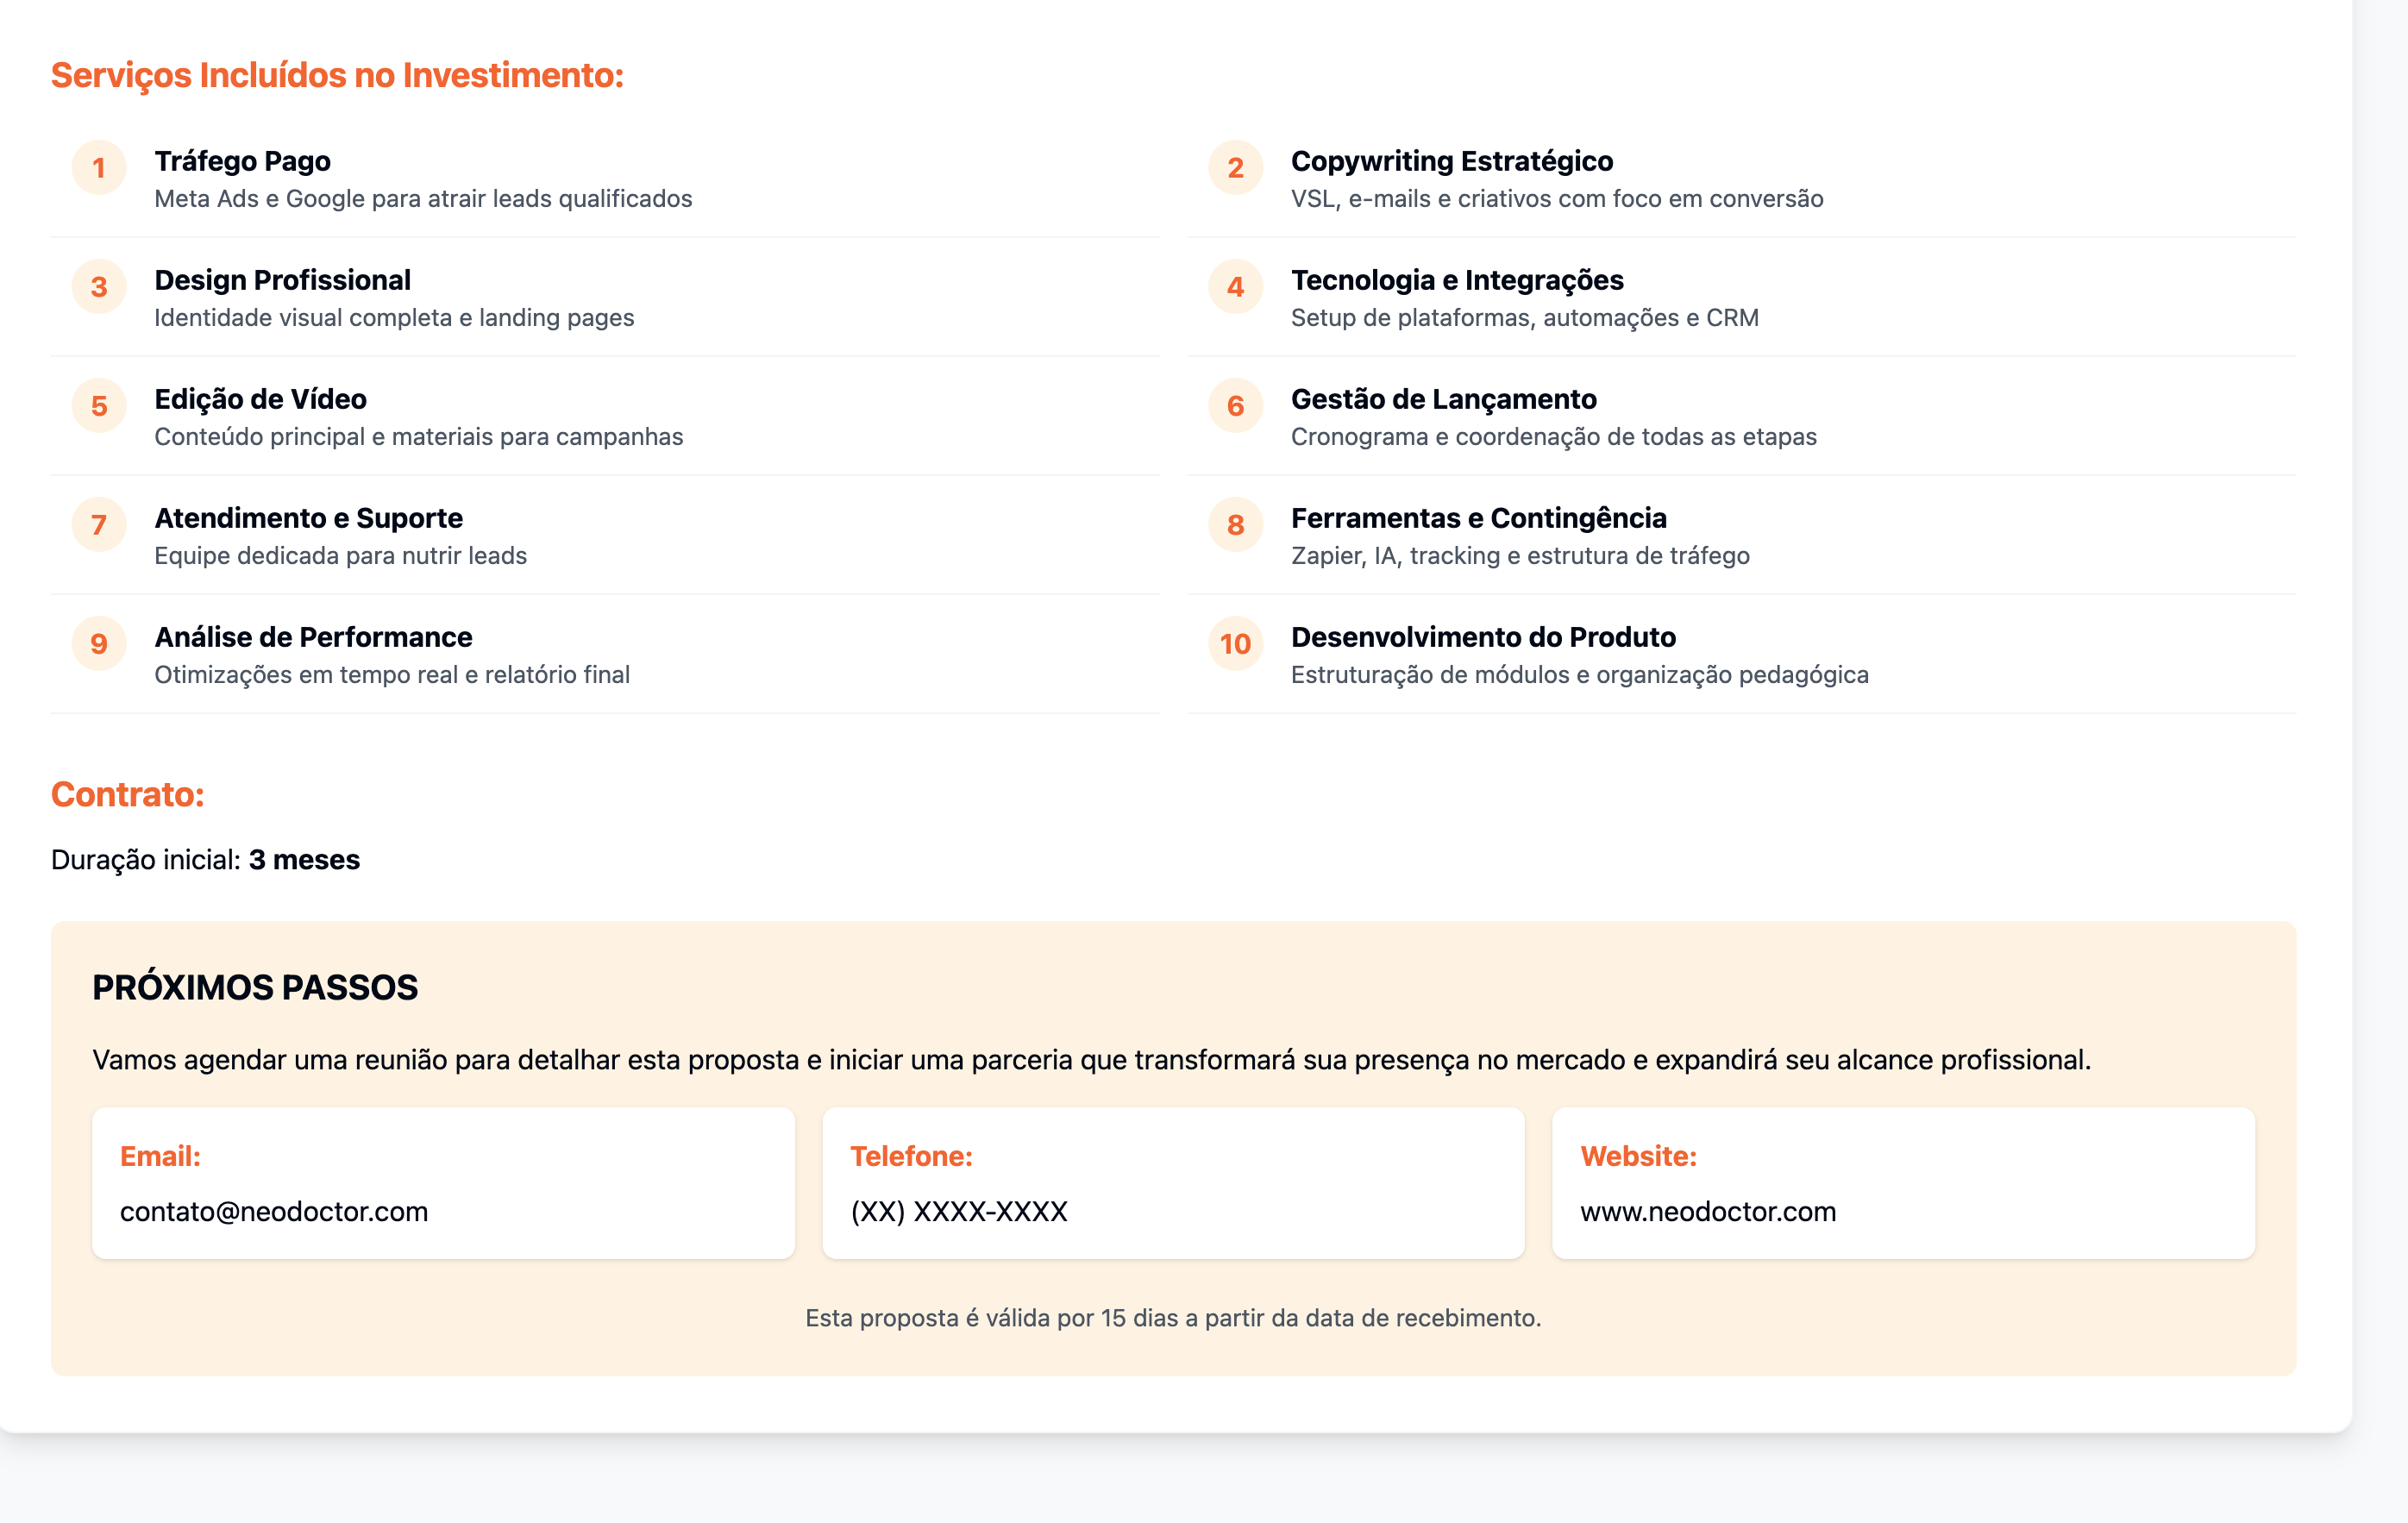 Serviços Incluídos no Investimento:
1
Tráfego Pago
Meta Ads e Google para atrair leads qualificados
2
Copywriting Estratégico
VSL, e-mails e criativos com foco em conversão
3
Design Profissional
Identidade visual completa e landing pages
4
Tecnologia e Integrações
Setup de plataformas, automações e CRM
5
Edição de Vídeo
Conteúdo principal e materiais para campanhas
6
Gestão de Lançamento
Cronograma e coordenação de todas as etapas
7
Atendimento e Suporte
Equipe dedicada para nutrir leads
8
Ferramentas e Contingência
Zapier, IA, tracking e estrutura de tráfego
9
Análise de Performance
Otimizações em tempo real e relatório final
10
Desenvolvimento do Produto
Estruturação de módulos e organização pedagógica
Contrato:
Duração inicial: 3 meses
PRÓXIMOS PASSOS
Vamos agendar uma reunião para detalhar esta proposta e iniciar uma parceria que transformará sua presença no mercado e expandirá seu alcance profissional.
Email:
contato@neodoctor.com
Telefone:
(XX) XXXX-XXXX
Website:
www.neodoctor.com
Esta proposta é válida por 15 dias a partir da data de recebimento.